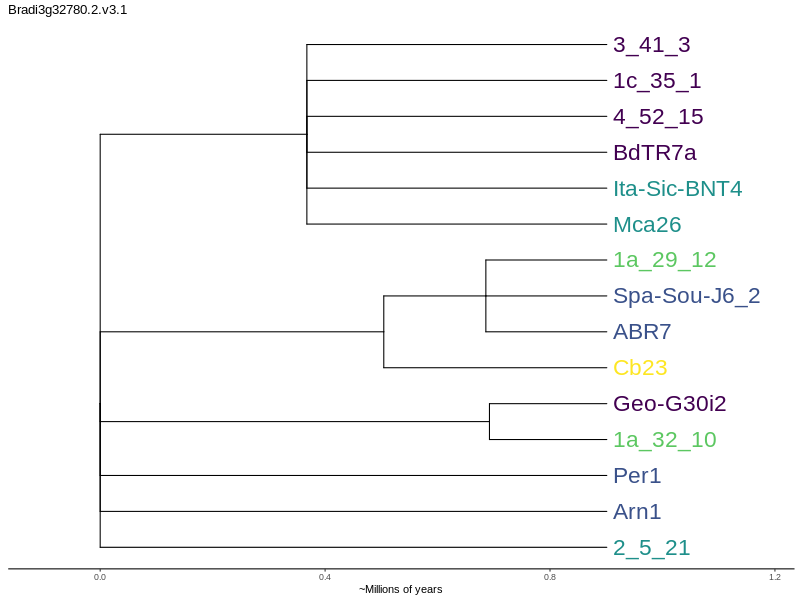 Bradi3g32780.2.v3.1
3_41_3
1c_35_1
4_52_15
BdTR7a
Ita-Sic-BNT4
Mca26
1a_29_12
Spa-Sou-J6_2
ABR7
Cb23
Geo-G30i2
1a_32_10
Per1
Arn1
2_5_21
0.0 0.4 0.8 1.2
~Millions of years